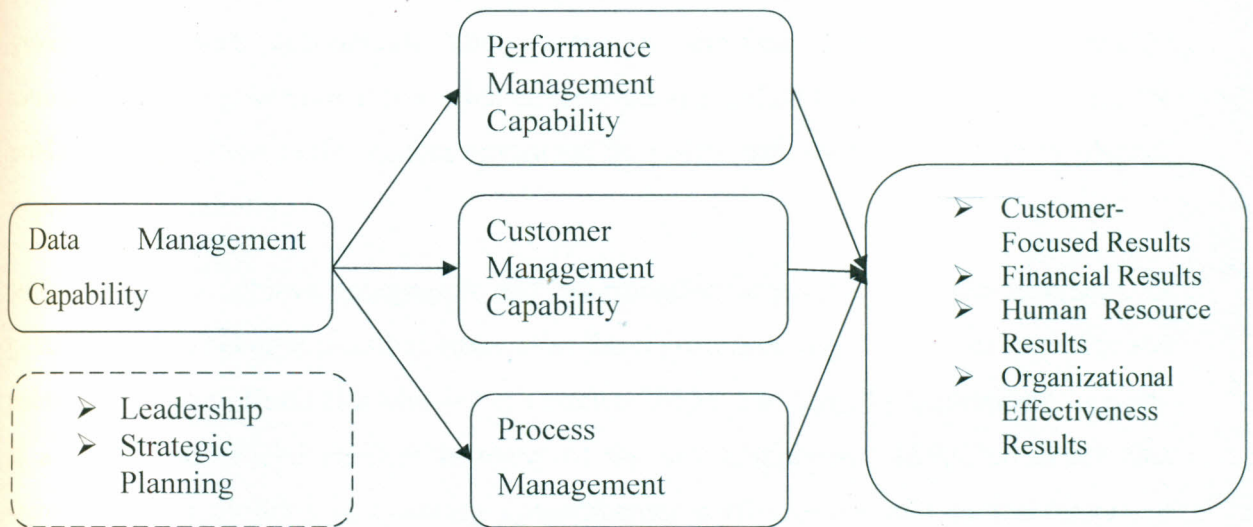 Performance
Management
Capability
Data Management
Capability
Customer
Management
Capability
➢ Customer-
Focused Results
➢ Financial Results
➢ Human Resource
Results
➢ Organizational
Effectiveness
Results
➢ Leadership
➢ Strategic
Planning
Process
Management